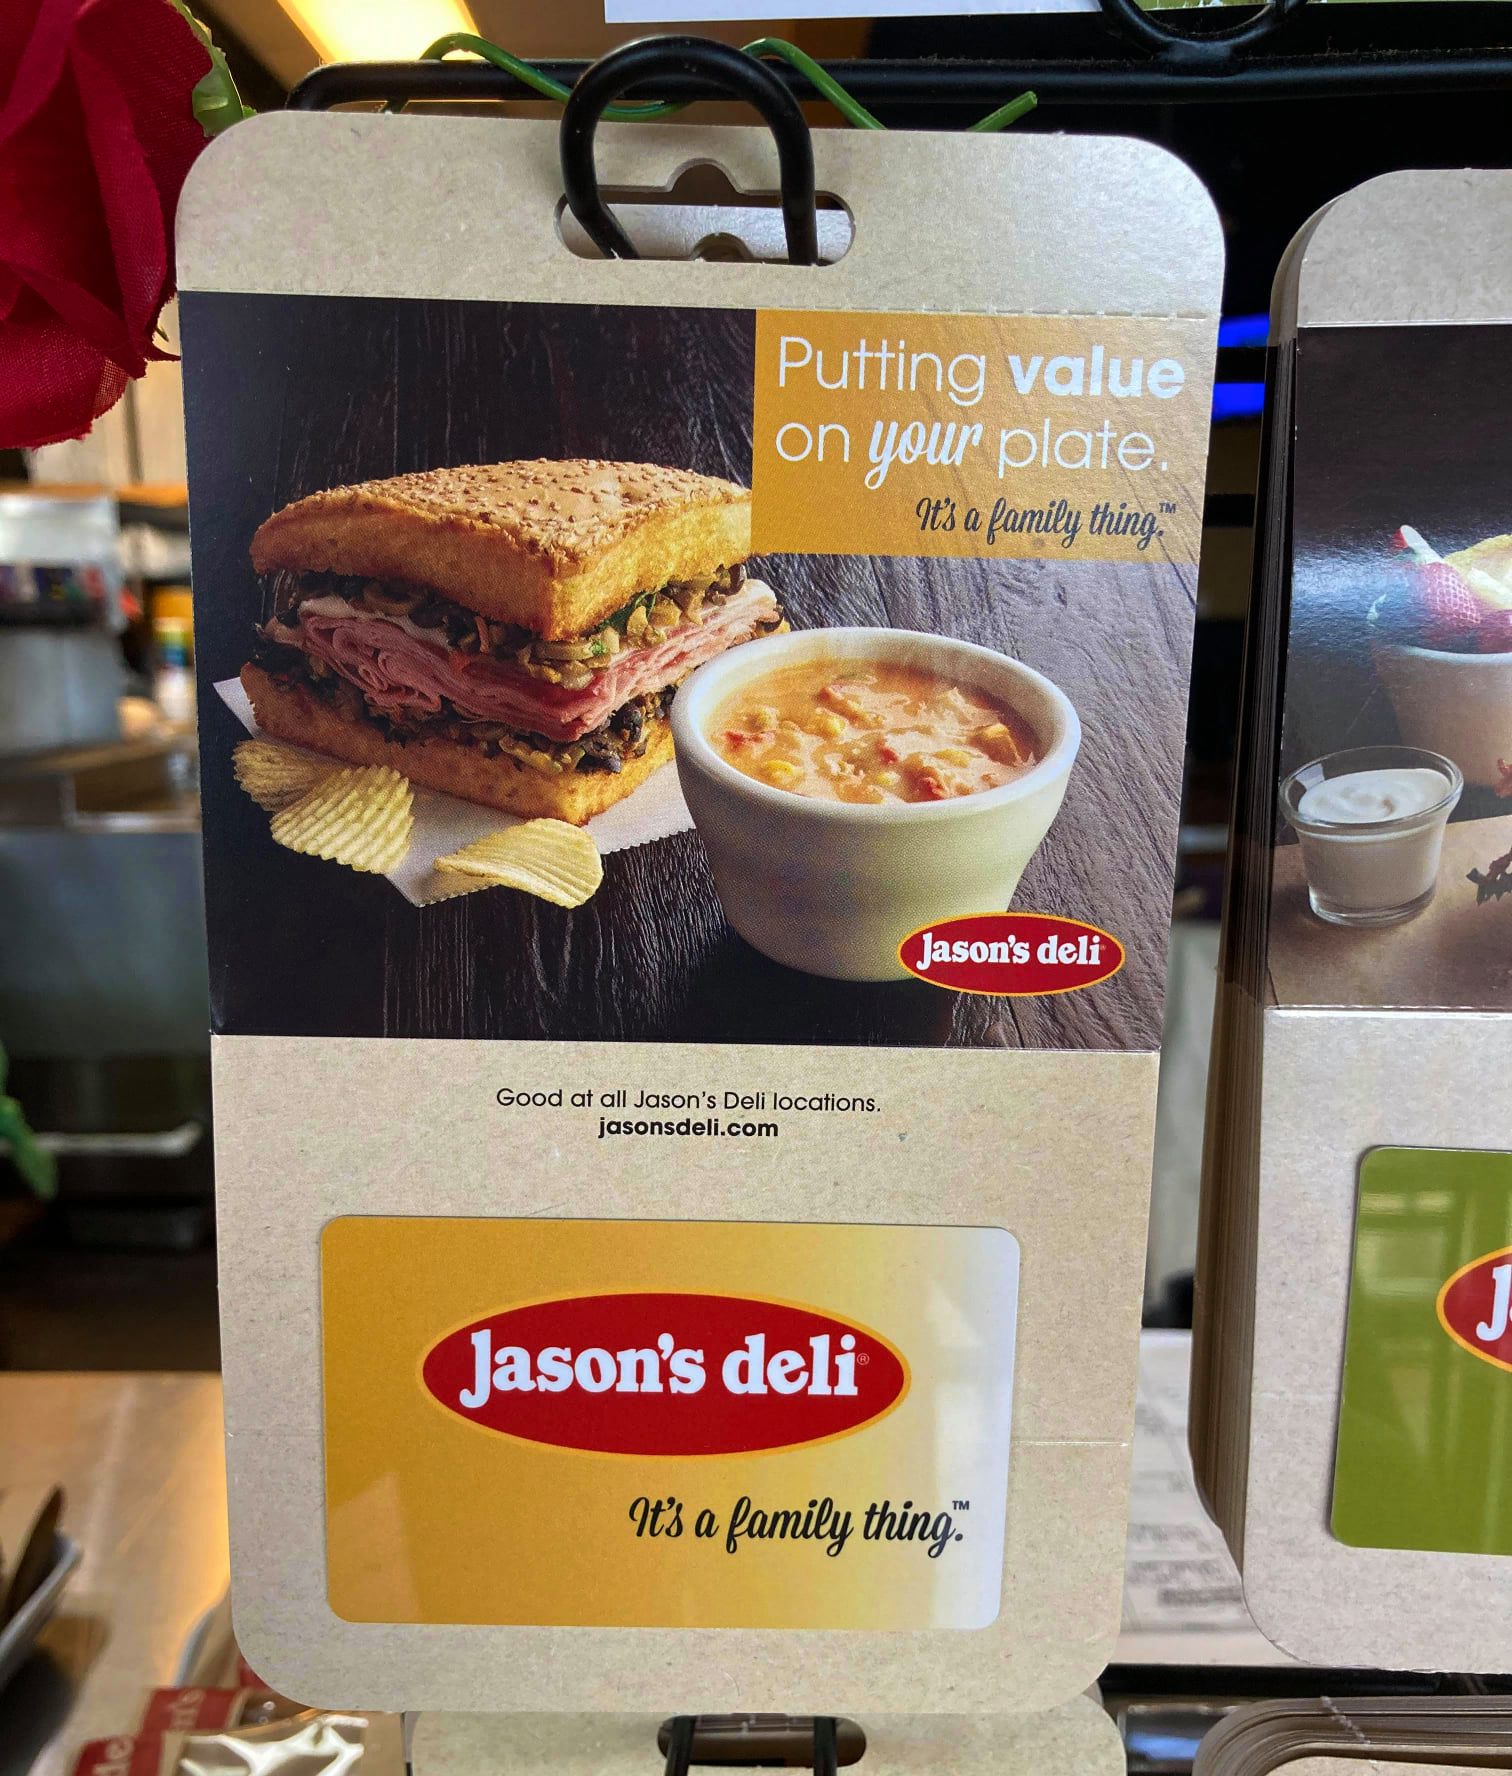 Putting value
on your plate.
It's a family thing.™
Jason's deli
Good at all Jason's Deli locations.
jasonsdeli.com
Jason's deli®
It's a family thing.™